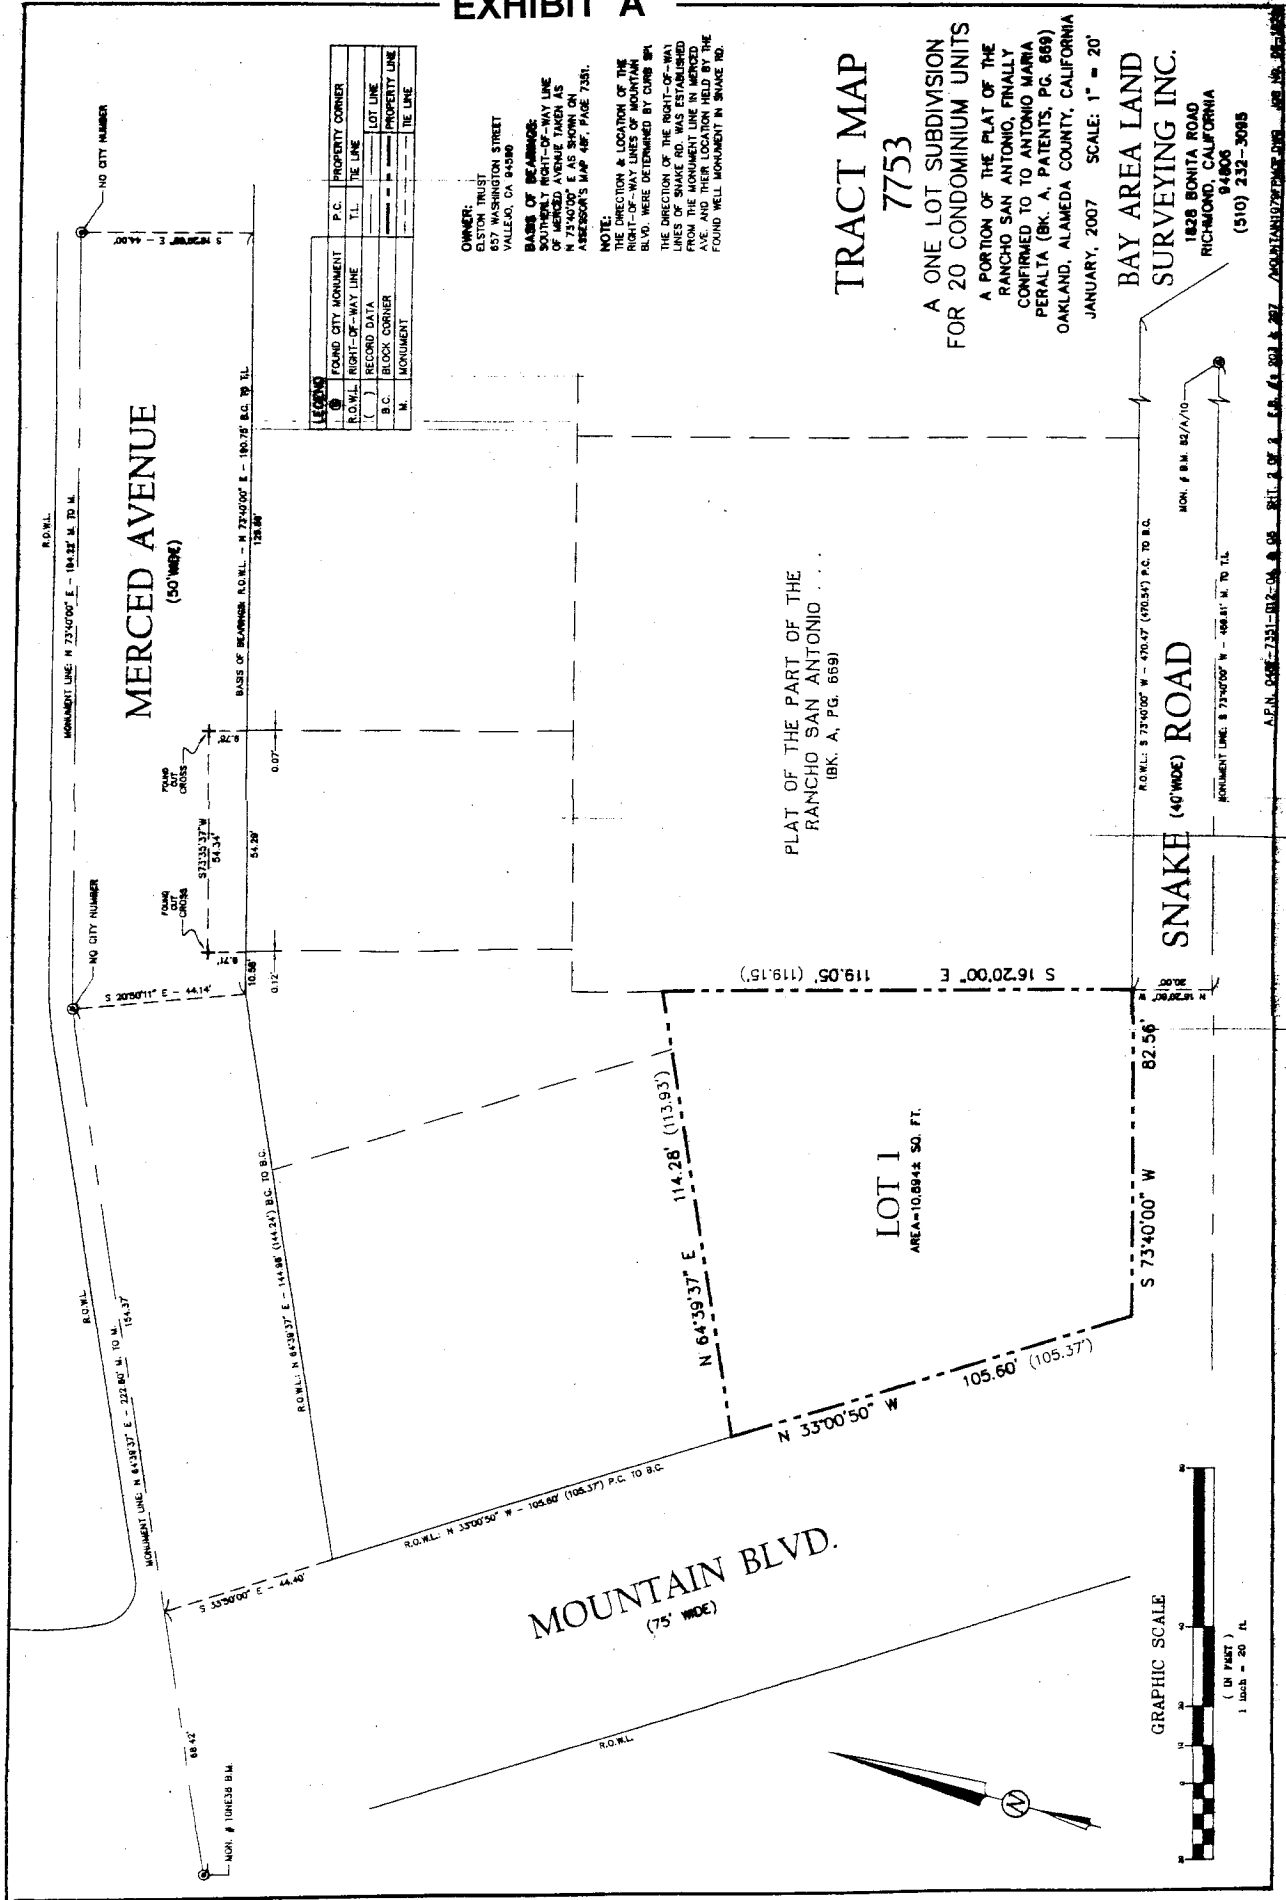 EXHIBIT A
MERCED AVENUE
(50' WIDE)
R.O.W.L.
MONUMENT LINE: N 73°40'00" E - 194.22' M. TO M.
NO CITY NUMBER
NO CITY NUMBER
FOUND
CUT
CROSS
FOUND
CUT
CROSS
S73°35'37"W
54.34'
9.71'
9.78'
BASIS OF BEARINGS: R.O.W.L. - N 73°40'00" E - 190.75' B.C. TO T.L.
10.58'
54.29'
0.12'
0.07'
S 20°50'11" E - 44.14'
R.O.W.L.
MONUMENT LINE: N 64°39'37" E - 222.80' M. TO M.
154.37'
68.42'
MON. # 10NE38 B.M.
S 33°50'00" E - 44.40'
R.O.W.L.: N 64°39'37" E - 144.98' (144.24') B.C. TO B.C.
R.O.W.L.: N 33°00'50" W - 105.60' (105.37') P.C. TO B.C.
MOUNTAIN BLVD.
(75' WIDE)
R.O.W.L.
LEGEND
FOUND CITY MONUMENT
P.C.
PROPERTY CORNER
R.O.W.L.
RIGHT-OF-WAY LINE
T.L.
TIE LINE
( )
RECORD DATA
LOT LINE
B.C.
BLOCK CORNER
PROPERTY LINE
M.
MONUMENT
TIE LINE
OWNER:
ELSTON TRUST
657 WASHINGTON STREET
VALLEJO, CA 94590
BASIS OF BEARINGS:
SOUTHERLY RIGHT-OF-WAY LINE
OF MERCED AVENUE TAKEN AS
N 73°40'00" E AS SHOWN ON
ASSESSOR'S MAP 48F, PAGE 7351.
NOTE:
THE DIRECTION & LOCATION OF THE
RIGHT-OF-WAY LINES OF MOUNTAIN
BLVD. WERE DETERMINED BY CURB
THE DIRECTION OF THE RIGHT-OF-WAY
LINES OF SNAKE RD. WAS ESTABLISHED
FROM THE MONUMENT LINE IN MERCED
AVE. AND THEIR LOCATION HELD BY THE
FOUND WELL MONUMENT IN SNAKE RD.
PLAT OF THE PART OF THE
RANCHO SAN ANTONIO . . .
(BK. A, PG. 669)
N 64°39'37" E
114.28' (113.93')
S 16°20'00" E
119.05' (119.15')
LOT 1
AREA=10,894± SQ. FT.
N 33°00'50" W
105.60' (105.37')
S 73°40'00" W
82.56'
N 16°20'00" W
20.00'
SNAKE (40' WIDE) ROAD
R.O.W.L.: S 73°40'00" W - 470.47' (470.54') P.C. TO B.C.
MON. # B.M. 82/A/10
TRACT MAP
7753
A ONE LOT SUBDIVISION
FOR 20 CONDOMINIUM UNITS
A PORTION OF THE PLAT OF THE
RANCHO SAN ANTONIO, FINALLY
CONFIRMED TO ANTONIO MARIA
PERALTA (BK. A, PATENTS, PG. 669)
OAKLAND, ALAMEDA COUNTY, CALIFORNIA
JANUARY, 2007 SCALE: 1" = 20'
BAY AREA LAND
SURVEYING INC.
1828 BONITA ROAD
RICHMOND, CALIFORNIA
94806
(510) 232-3095
GRAPHIC SCALE
( IN FEET )
1 inch = 20 ft.